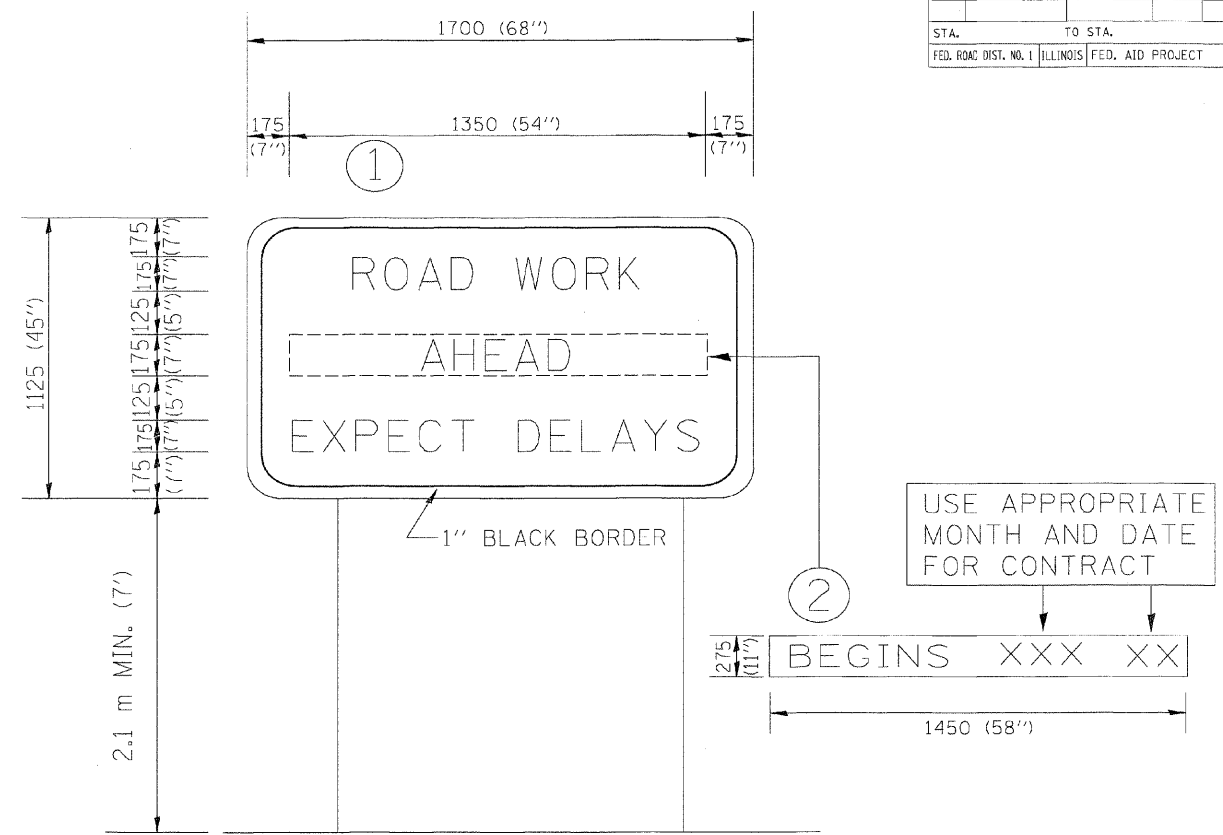 1700 (68'')
STA. TO STA.
FED. ROAD DIST. NO. 1 ILLINOIS FED. AID PROJECT
175 1350 (54'') 175
(7'') (7'')
1
1125 (45'')
175 (7'')
175 (7'')
125 (5'')
175 (7'')
125 (5'')
175 (7'')
175 (7'')
ROAD WORK
AHEAD
EXPECT DELAYS
1'' BLACK BORDER
2.1 m MIN. (7')
USE APPROPRIATE
MONTH AND DATE
FOR CONTRACT
2
275 (11'')
BEGINS XXX XX
1450 (58'')